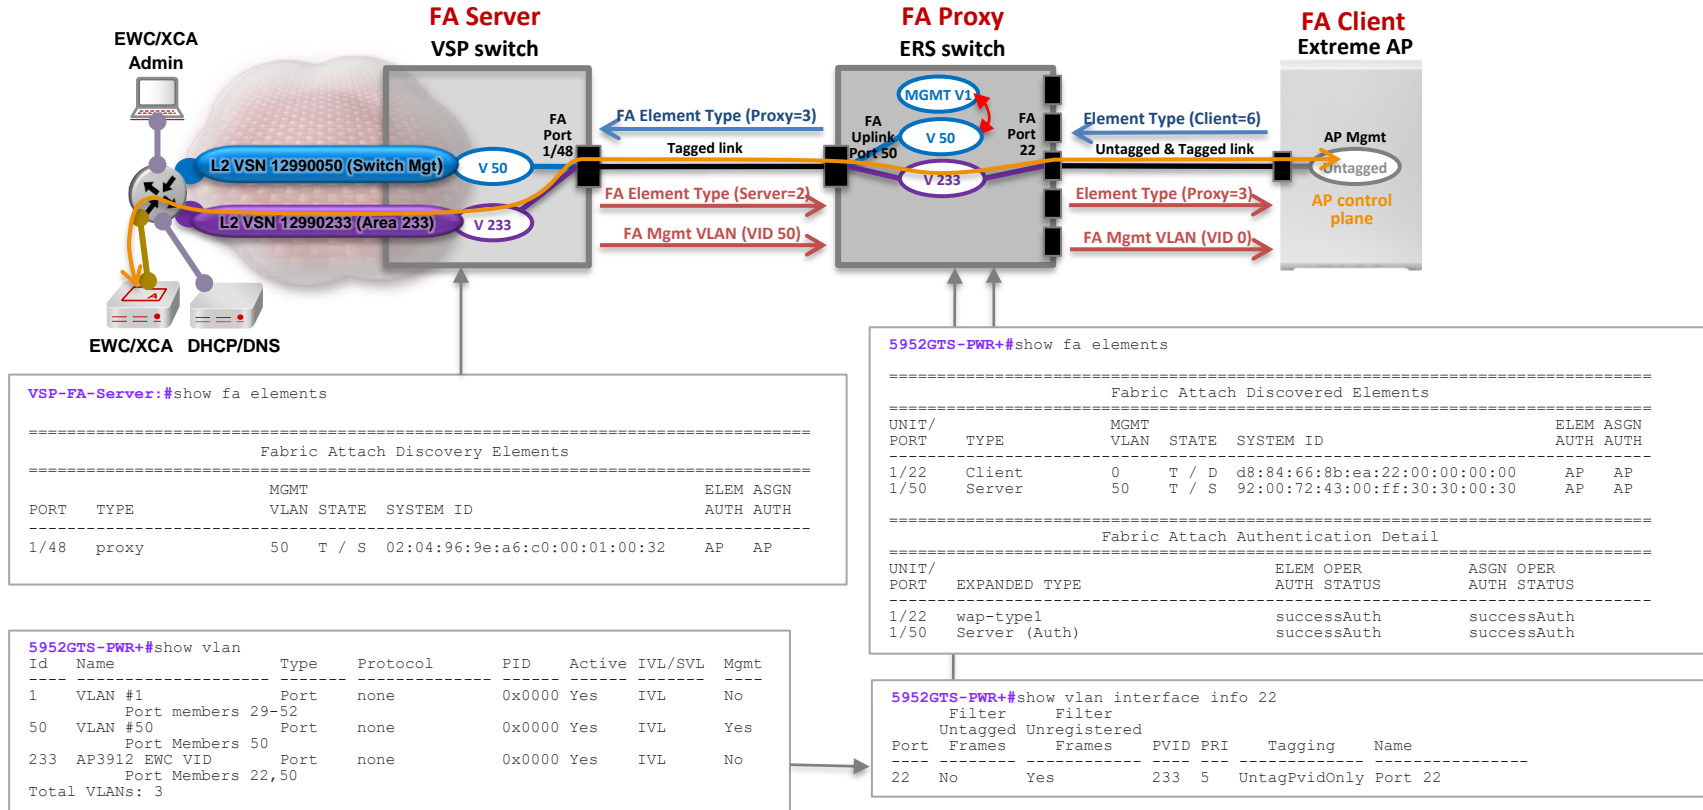 FA Server
VSP switch
FA Proxy
ERS switch
FA Client
Extreme AP
EWC/XCA
Admin
FA
Port
1/48
FA Element Type (Proxy=3)
Tagged link
FA Element Type (Server=2)
FA Mgmt VLAN (VID 50)
L2 VSN 12990050 (Switch Mgt)
V 50
L2 VSN 12990233 (Area 233)
V 233
MGMT V1
FA
Uplink
Port 50
V 50
V 233
FA
Port
22
Element Type (Client=6)
Untagged & Tagged link
Element Type (Proxy=3)
FA Mgmt VLAN (VID 0)
AP Mgmt
Untagged
AP control
plane
A
EWC/XCA
DHCP/DNS
VSP-FA-Server:#show fa elements
================================================================================
Fabric Attach Discovery Elements
================================================================================
MGMT ELEM ASGN
PORT TYPE VLAN STATE SYSTEM ID AUTH AUTH
--------------------------------------------------------------------------------
1/48 proxy 50 T / S 02:04:96:9e:a6:c0:00:01:00:32 AP AP
5952GTS-PWR+#show fa elements
================================================================================
Fabric Attach Discovered Elements
================================================================================
UNIT/ MGMT ELEM ASGN
PORT TYPE VLAN STATE SYSTEM ID AUTH AUTH
--------------------------------------------------------------------------------
1/22 Client 0 T / D d8:84:66:8b:ea:22:00:00:00:00 AP AP
1/50 Server 50 T / S 92:00:72:43:00:ff:30:30:00:30 AP AP
================================================================================
Fabric Attach Authentication Detail
================================================================================
UNIT/ ELEM OPER ASGN OPER
PORT EXPANDED TYPE AUTH STATUS AUTH STATUS
--------------------------------------------------------------------------------
1/22 wap-type1 successAuth successAuth
1/50 Server (Auth) successAuth successAuth
5952GTS-PWR+#show vlan
Id Name Type Protocol PID Active IVL/SVL Mgmt
---- -------------------- ------- ------------- ------ ------ ------- ----
1 VLAN #1 Port none 0x0000 Yes IVL No
Port members 29-52
50 VLAN #50 Port none 0x0000 Yes IVL Yes
Port Members 50
233 AP3912 EWC VID Port none 0x0000 Yes IVL No
Port Members 22,50
Total VLANs: 3
5952GTS-PWR+#show vlan interface info 22
Filter Filter
Untagged Unregistered
Port Frames Frames PVID PRI Tagging Name
---- -------- ------------ ---- --- ------------- ----------------
22 No Yes 233 5 UntagPvidOnly Port 22